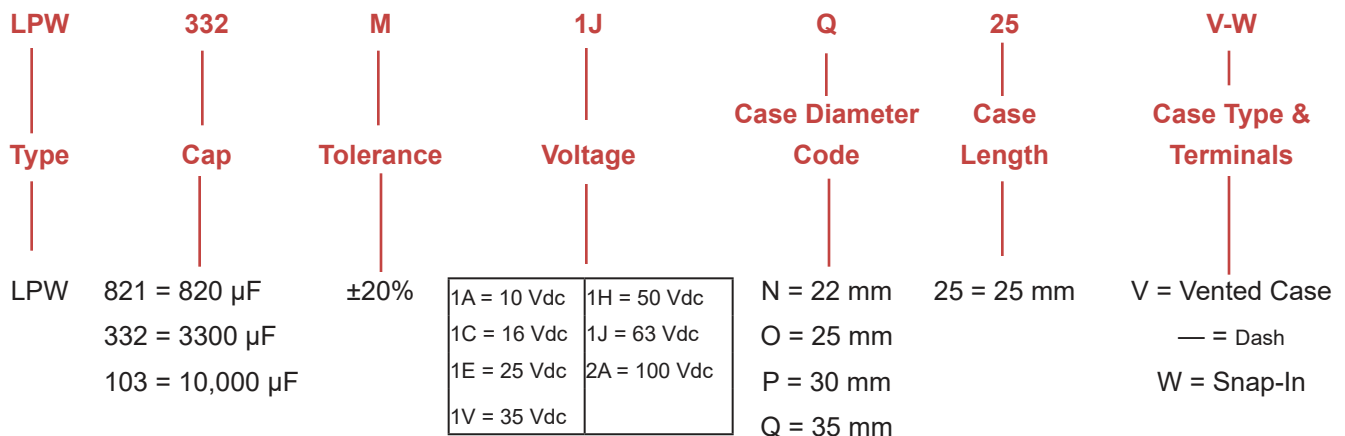 LPW 332 M 1J Q 25 V-W
Case Diameter Case Case Type &
Type Cap Tolerance Voltage Code Length Terminals
LPW 821 = 820 µF ±20% 1A = 10 Vdc 1H = 50 Vdc N = 22 mm 25 = 25 mm V = Vented Case
332 = 3300 µF 1C = 16 Vdc 1J = 63 Vdc O = 25 mm — = Dash
103 = 10,000 µF 1E = 25 Vdc 2A = 100 Vdc P = 30 mm W = Snap-In
1V = 35 Vdc Q = 35 mm